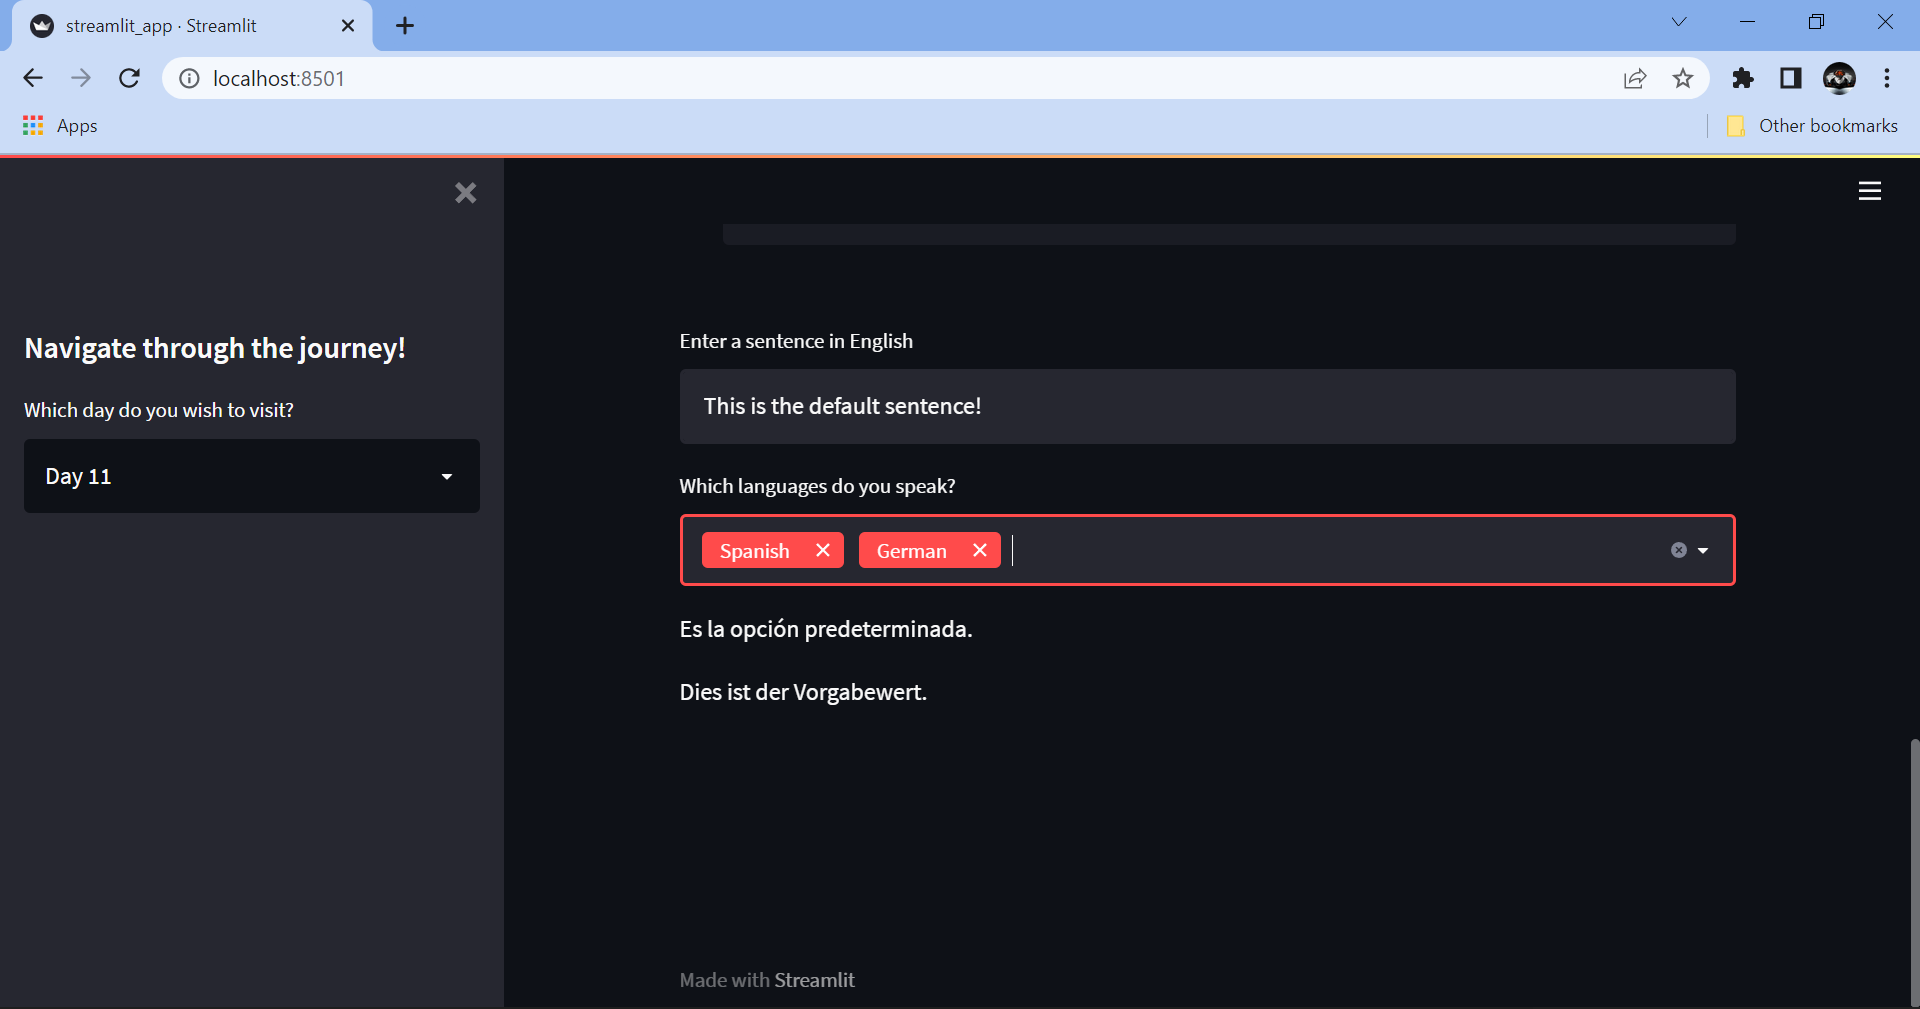 streamlit_app · Streamlit
localhost:8501
Apps
Other bookmarks
Navigate through the journey!
Which day do you wish to visit?
Day 11
Enter a sentence in English
This is the default sentence!
Which languages do you speak?
Spanish German
Es la opción predeterminada.
Dies ist der Vorgabewert.
Made with Streamlit